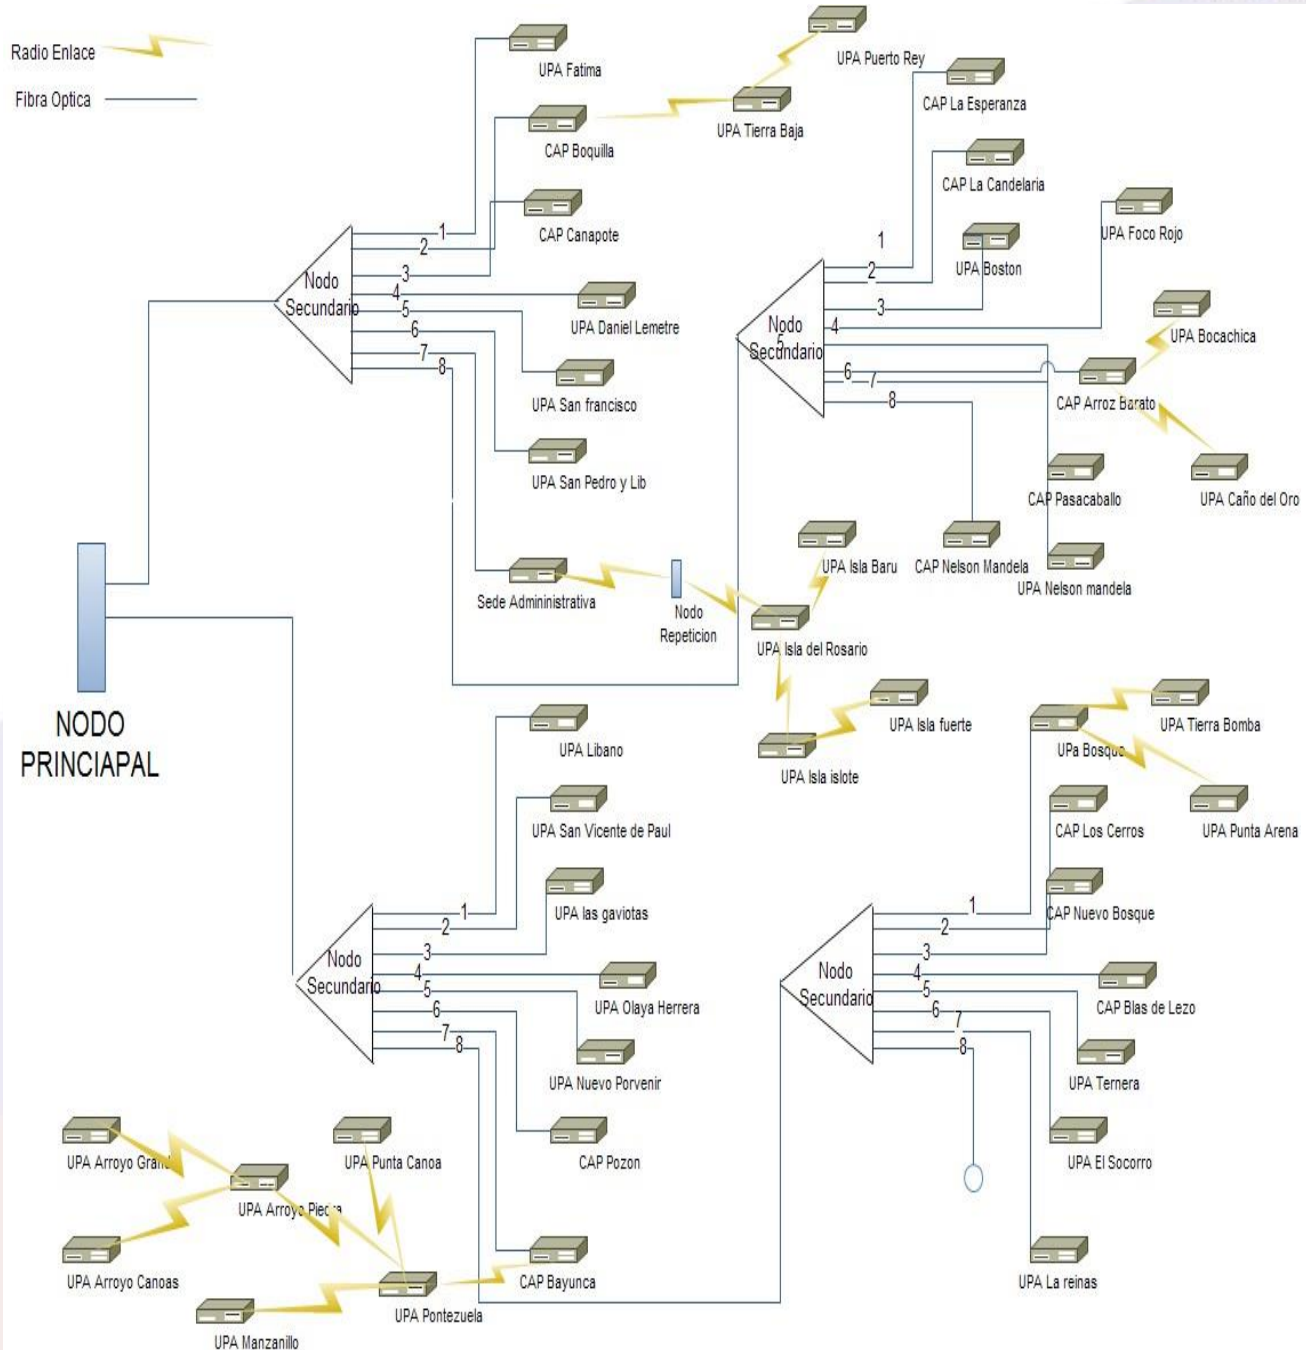 Radio Enlace
Fibra Optica
UPA Fatima
UPA Puerto Rey
UPA Tierra Baja
CAP Boquilla
CAP Canapote
CAP La Esperanza
CAP La Candelaria
UPA Foco Rojo
UPA Boston
UPA Bocachica
Nodo
Secundario
1
2
3
4
5
6
7
8
UPA Daniel Lemetre
UPA San francisco
UPA San Pedro y Lib
Sede Admininistrativa
Nodo
Secundario
1
2
3
4
5
6
7
8
CAP Arroz Barato
CAP Pasacaballo
UPA Caño del Oro
CAP Nelson Mandela
UPA Nelson mandela
Nodo
Repeticion
UPA Isla Baru
UPA Isla del Rosario
UPA Isla fuerte
UPA Isla islote
NODO
PRINCIAPAL
UPA Libano
UPA San Vicente de Paul
UPA las gaviotas
Nodo
Secundario
1
2
3
4
5
6
7
8
UPA Olaya Herrera
UPA Nuevo Porvenir
CAP Pozon
CAP Bayunca
UPa Bosque
UPA Tierra Bomba
UPA Punta Arena
CAP Los Cerros
CAP Nuevo Bosque
Nodo
Secundario
1
2
3
4
5
6
7
8
CAP Blas de Lezo
UPA Ternera
UPA El Socorro
UPA La reinas
UPA Arroyo Grand
UPA Punta Canoa
UPA Arroyo Piedra
UPA Arroyo Canoas
UPA Pontezuela
UPA Manzanillo